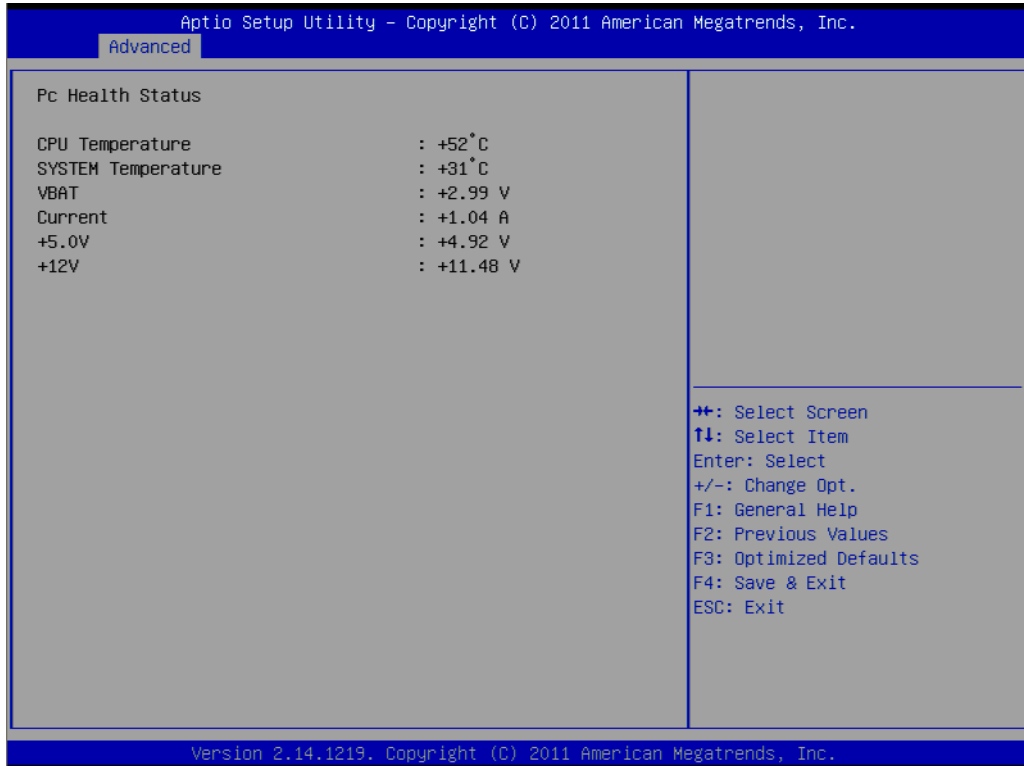 Aptio Setup Utility – Copyright (C) 2011 American Megatrends, Inc.
Advanced
Pc Health Status
CPU Temperature : +52°C
SYSTEM Temperature : +31°C
VBAT : +2.99 V
Current : +1.04 A
+5.0V : +4.92 V
+12V : +11.48 V
→←: Select Screen
↑↓: Select Item
Enter: Select
+/-: Change Opt.
F1: General Help
F2: Previous Values
F3: Optimized Defaults
F4: Save & Exit
ESC: Exit
Version 2.14.1219. Copyright (C) 2011 American Megatrends, Inc.